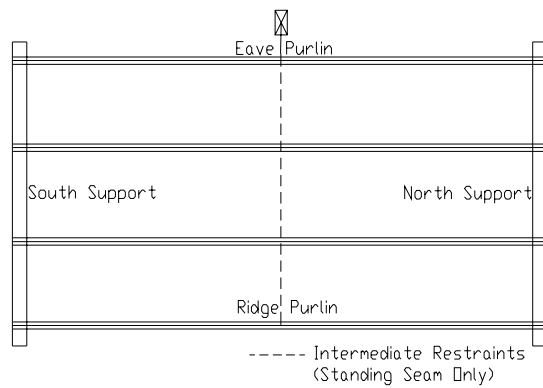 Eave Purlin
South Support
North Support
Ridge Purlin
Intermediate Restraints
(Standing Seam Only)